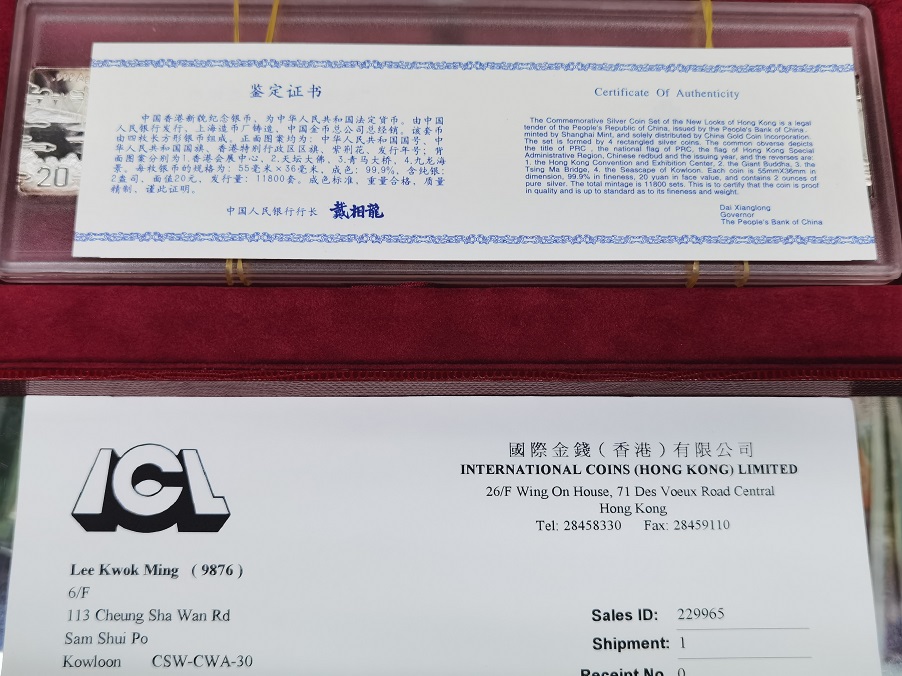 20
鉴定证书
中国香港新貌纪念银币，为中华人民共和国法定货币。由中国
人民银行发行，上海造币厂铸造，中国金币总公司总经销。该套币
由四枚长方形银币组成。正面图案均为：中华人民共和国国号、中
华人民共和国国旗、香港特别行政区区旗、紫荆花、发行年号；背
面图案分别为1.香港会展中心，2.天坛大佛，3.青马大桥，4.九龙海
景。每枚银币的规格为：55毫米×36毫米，成色：99.9%，含纯银：
2盎司，面值20元，发行量：11800套。成色标准，重量合格，质量
精制，谨此证明。
中国人民银行行长 戴相龍
Certificate Of Authenticity
The Commemorative Silver Coin Set of the New Looks of Hong Kong is a legal
tender of the People's Republic of China, issued by the People's Bank of China,
minted by Shanghai Mint, and solely distributed by China Gold Coin Incorporation.
The set is formed by 4 rectangled silver coins. The common obverse depicts
the title of PRC , the national flag of PRC, the flag of Hong Kong Special
Administrative Region, Chinese redbud and the issuing year, and the reverses are:
1. the Hong Kong Convention and Exhibition Center, 2. the Giant Buddha, 3. the
Tsing Ma Bridge, 4. the Seascape of Kowloon. Each coin is 55mmX36mm in
dimension, 99.9% in fineness, 20 yuan in face value, and contains 2 ounces of
pure silver. The total mintage is 11800 sets. This is to certify that the coin is proof
in quality and is up to standard as to its fineness and weight.
Dai Xianglong
Governor
The People's Bank of China
ICL
國際金錢（香港）有限公司
INTERNATIONAL COINS (HONG KONG) LIMITED
26/F Wing On House, 71 Des Voeux Road Central
Hong Kong
Tel: 28458330 Fax: 28459110
Lee Kwok Ming ( 9876 )
6/F
113 Cheung Sha Wan Rd
Sam Shui Po
Kowloon CSW-CWA-30
Sales ID: 229965
Shipment: 1
Receipt No 0